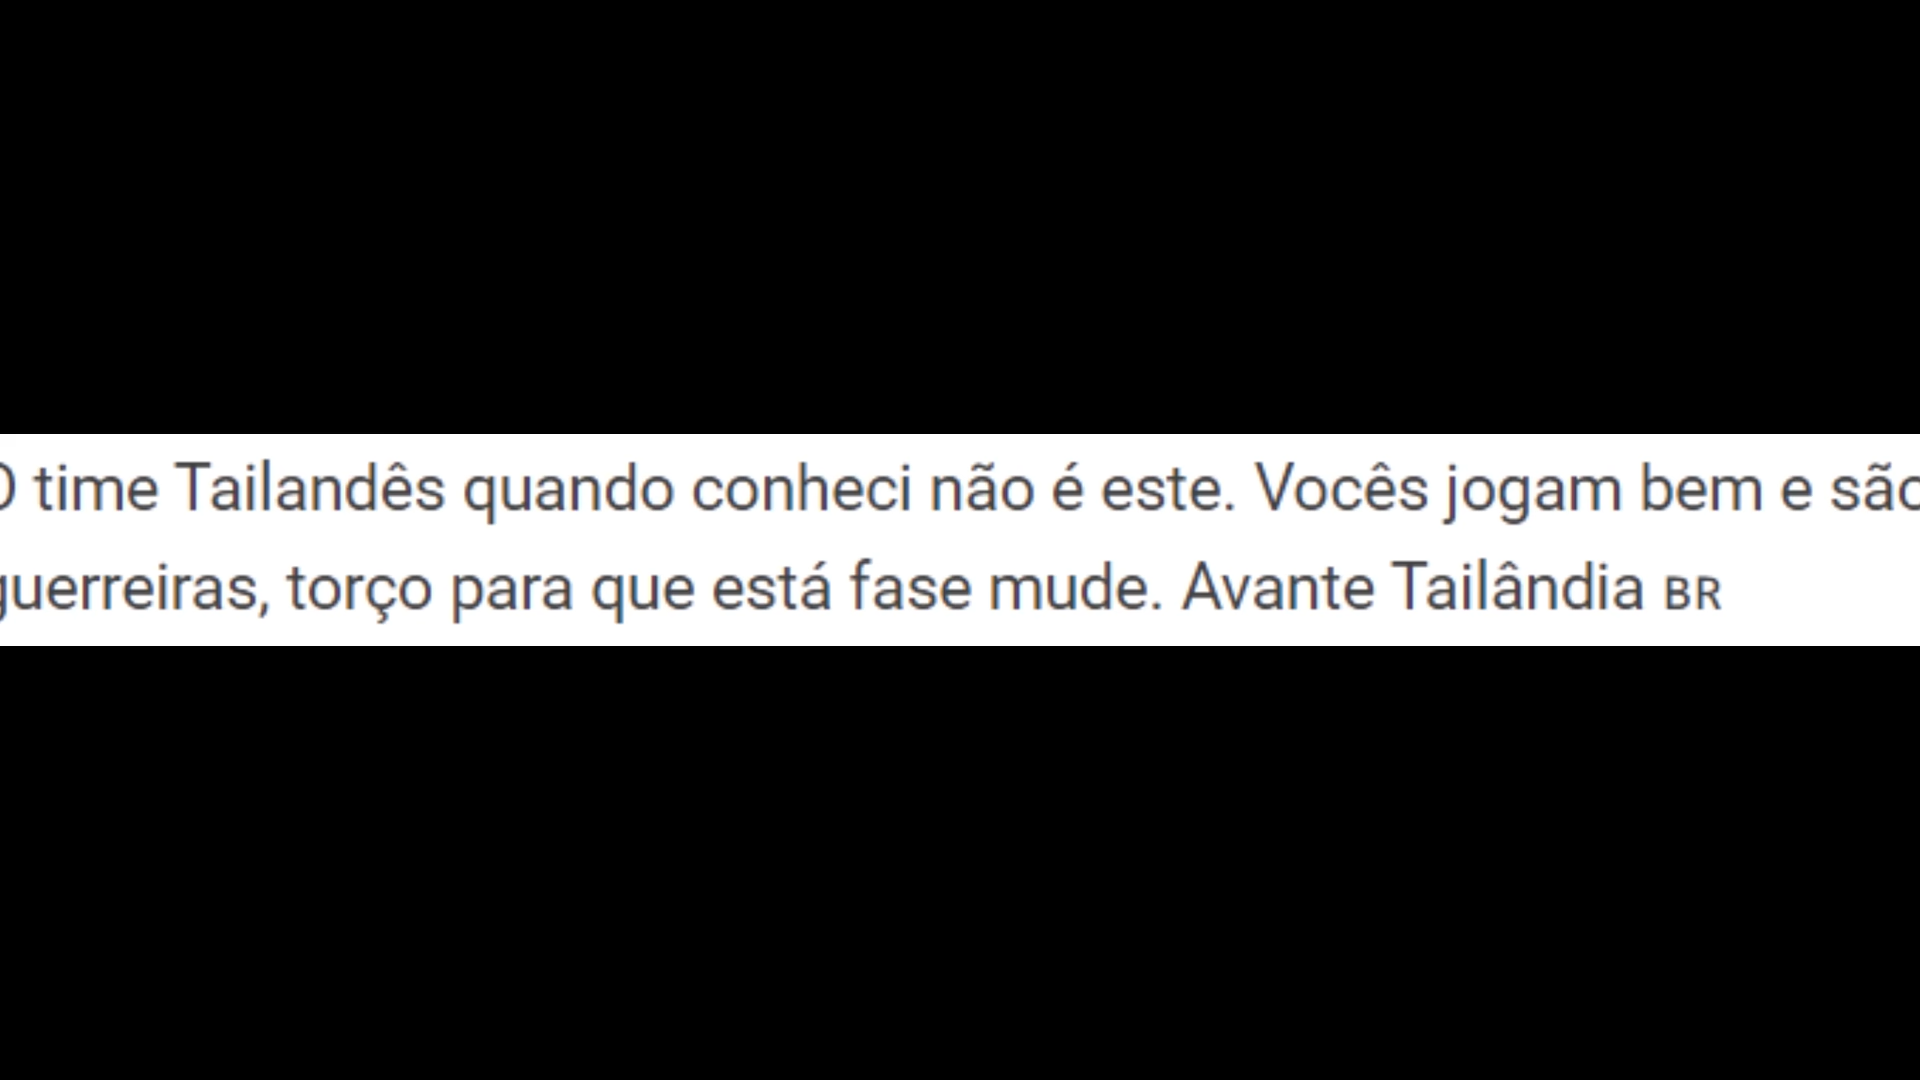 O time Tailandês quando conheci não é este. Vocês jogam bem e são
guerreiras, torço para que está fase mude. Avante Tailândia BR